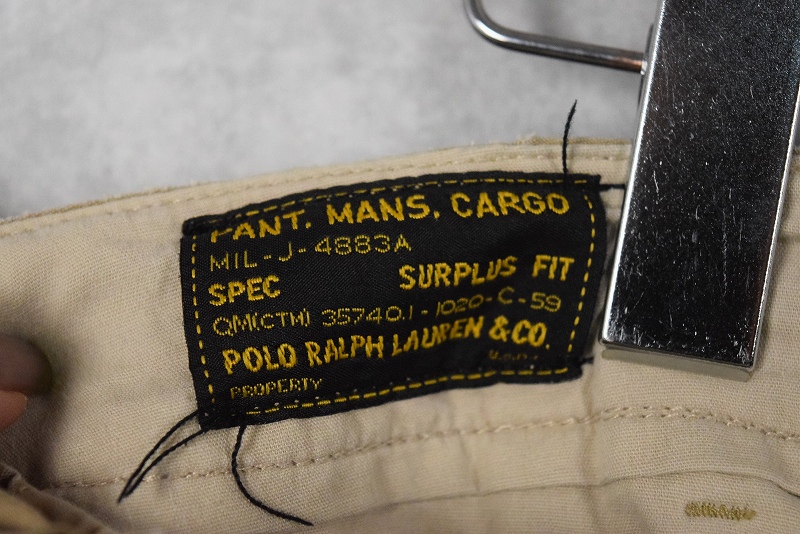 PANT, MANS, CARGO
MIL-J-4883A
SPEC SURPLUS FIT
QM(CTM) 35740.1-1020-C-59
POLO RALPH LAUREN & CO.
PROPERTY